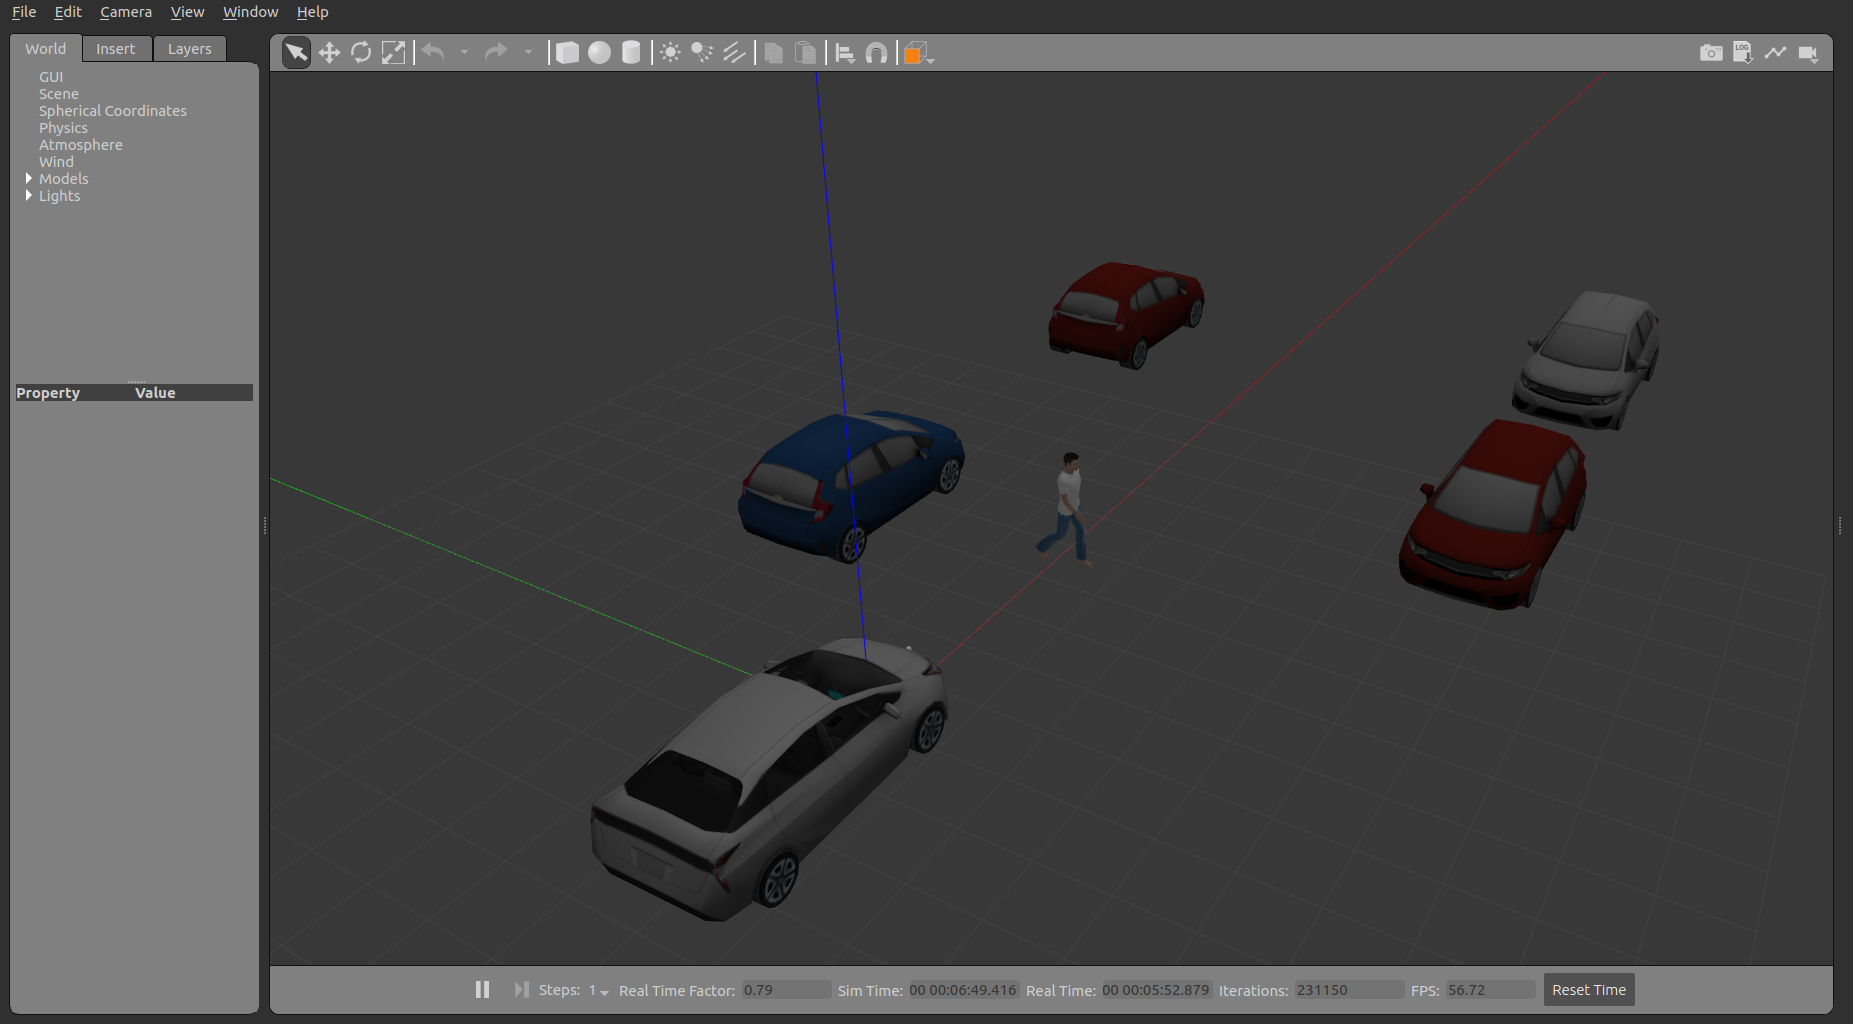 File Edit Camera View Window Help
World Insert Layers
GUI
Scene
Spherical Coordinates
Physics
Atmosphere
Wind
Models
Lights
Property Value
LOG
Steps: 1 Real Time Factor: 0.79 Sim Time: 00 00:06:49.416 Real Time: 00 00:05:52.879 Iterations: 231150 FPS: 56.72 Reset Time